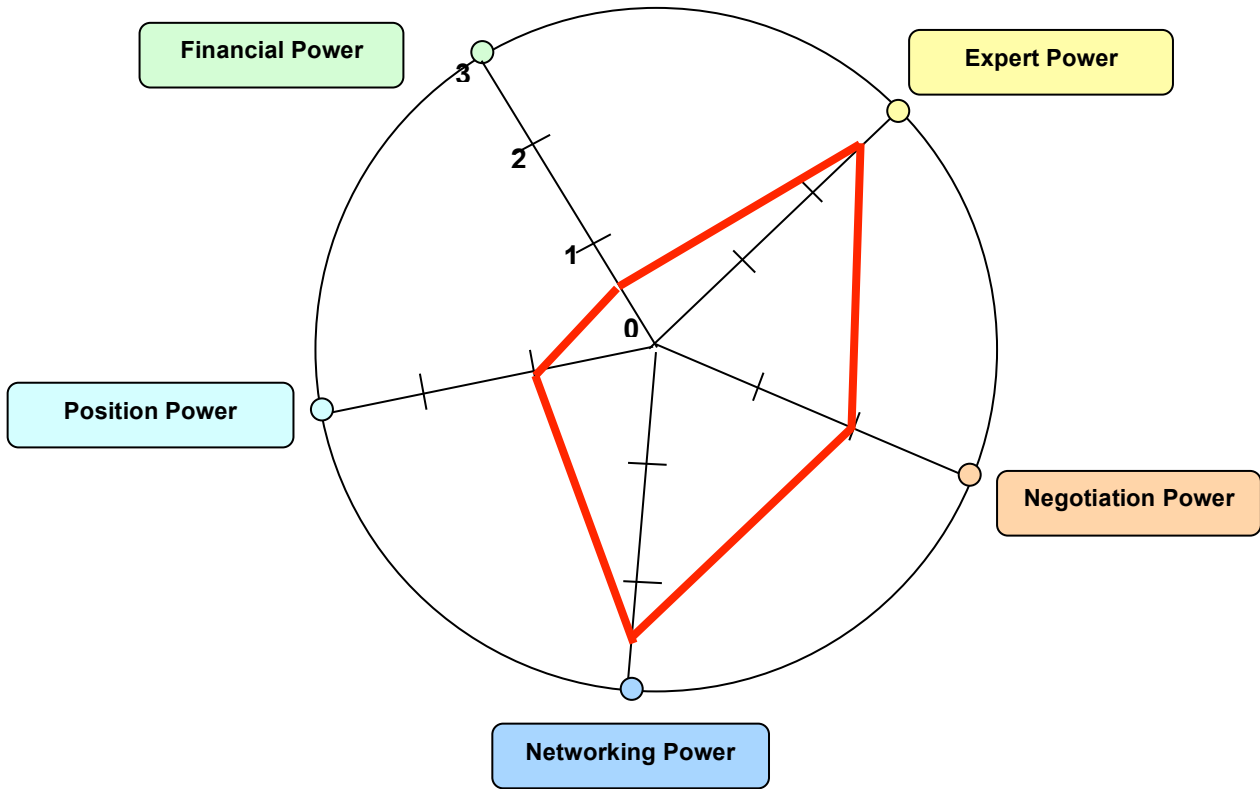 Financial Power
Expert Power
3
2
1
0
Position Power
Negotiation Power
Networking Power